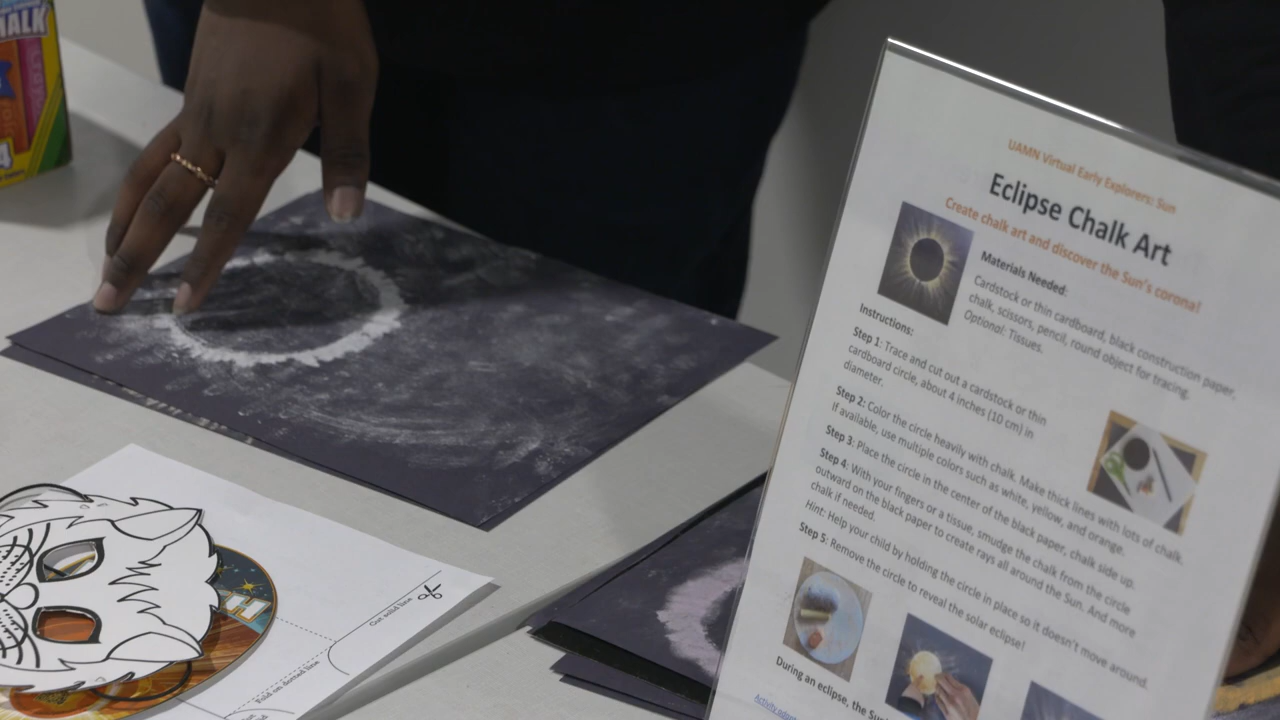 HALK
UAMN Virtual Early Explorers: Sun
Eclipse Chalk Art
Create chalk art and discover the Sun's corona!
Materials Needed:
Cardstock or thin cardboard, black construction paper,
chalk, scissors, pencil, round object for tracing.
Optional: Tissues.
Instructions:
Step 1: Trace and cut out a cardstock or thin
cardboard circle, about 4 inches (10 cm) in
diameter.
Step 2: Color the circle heavily with chalk. Make thick lines with lots of chalk.
If available, use multiple colors such as white, yellow, and orange.
Step 3: Place the circle in the center of the black paper, chalk side up.
Step 4: With your fingers or a tissue, smudge the chalk from the circle
outward on the black paper to create rays all around the Sun. And more
chalk if needed.
Hint: Help your child by holding the circle in place so it doesn't move around.
Step 5: Remove the circle to reveal the solar eclipse!
During an eclipse, the Sun
Activity
Cut solid line
Fold on dotted line